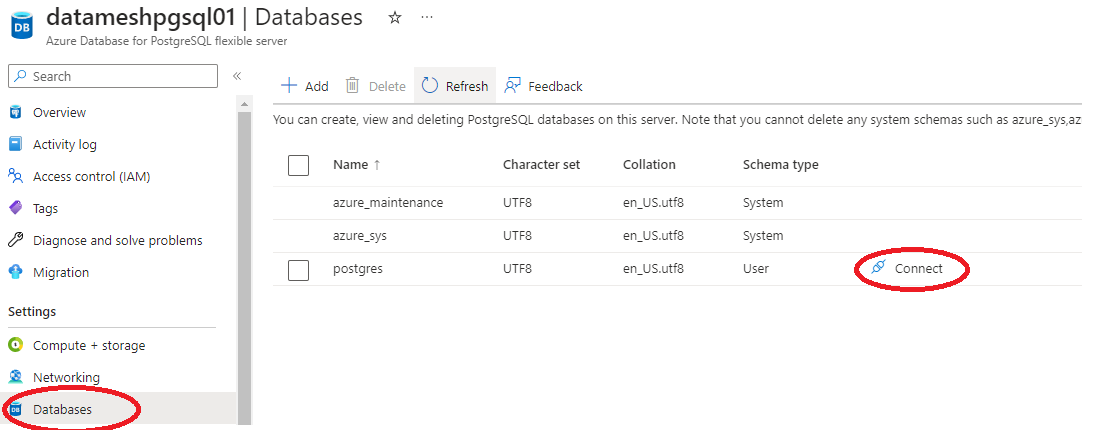 datameshpgsql01 | Databases
Azure Database for PostgreSQL flexible server
Search
Overview
Activity log
Access control (IAM)
Tags
Diagnose and solve problems
Migration
Settings
Compute + storage
Networking
DB Databases
Add Delete Refresh Feedback
You can create, view and deleting PostgreSQL databases on this server. Note that you cannot delete any system schemas such as azure_sys,az
Name ↑ Character set Collation Schema type
azure_maintenance UTF8 en_US.utf8 System
azure_sys UTF8 en_US.utf8 System
postgres UTF8 en_US.utf8 User Connect